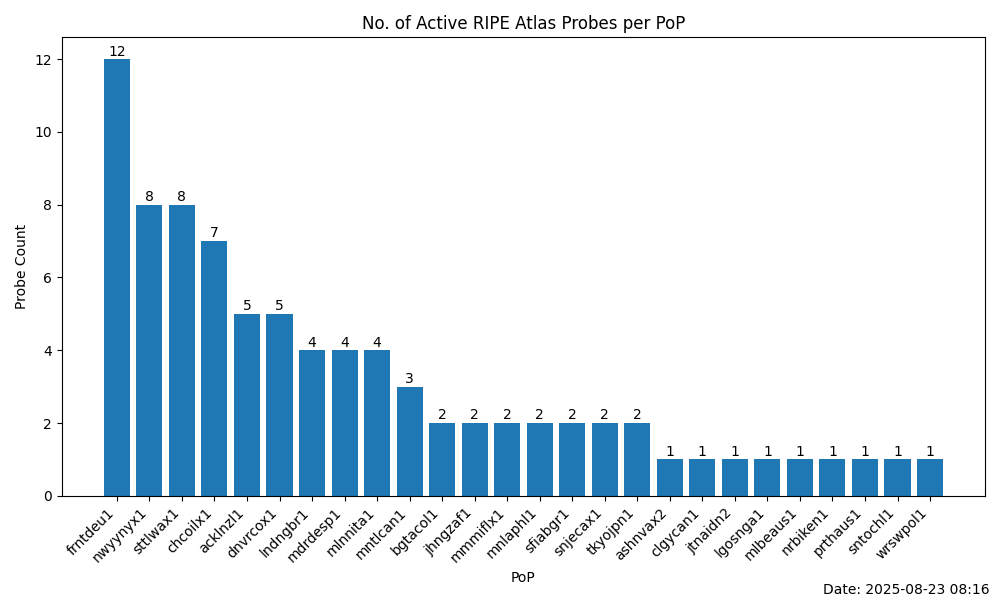 No. of Active RIPE Atlas Probes per PoP
12
8
8
7
5
5
4
4
4
3
2
2
2
2
2
2
2
1
1
1
1
1
1
1
1
1
Probe Count
12
10
8
6
4
2
0
frntdeu1
nwyynyx1
sttlwax1
chcoilx1
acklnzl1
dnvrcox1
lndngbr1
mdrdesp1
mlnnita1
mntlcan1
bgtacol1
jhngzaf1
mmmiflx1
mnlaphl1
sfiabgr1
snjecax1
tkyojpn1
ashnvax2
clgycan1
jtnaidn2
lgosnga1
mlbeaus1
nrbiken1
prthaus1
sntochl1
wrswpol1
PoP
Date: 2025-08-23 08:16